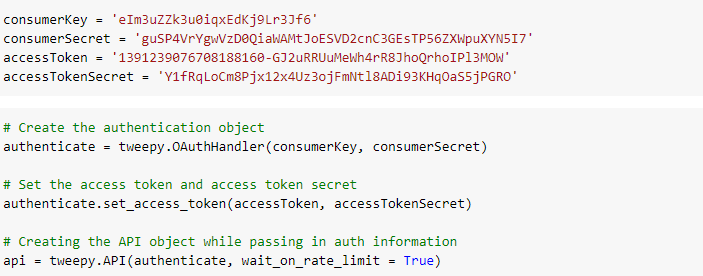 consumerKey = 'eIm3uZZk3u0iqxEdKj9Lr3Jf6'
consumerSecret = 'guSP4VrYgwVzD0QiaWAMtJoESVD2cnC3GEsTP56ZXWpuXYN5I7'
accessToken = '1391239076708188160-GJ2uRRUuMeWh4rR8JhoQrhoIPl3MOW'
accessTokenSecret = 'Y1fRqLoCm8Pjx12x4Uz3ojFmNtl8ADi93KHqOaS5jPGRO'
# Create the authentication object
authenticate = tweepy.OAuthHandler(consumerKey, consumerSecret)
# Set the access token and access token secret
authenticate.set_access_token(accessToken, accessTokenSecret)
# Creating the API object while passing in auth information
api = tweepy.API(authenticate, wait_on_rate_limit = True)